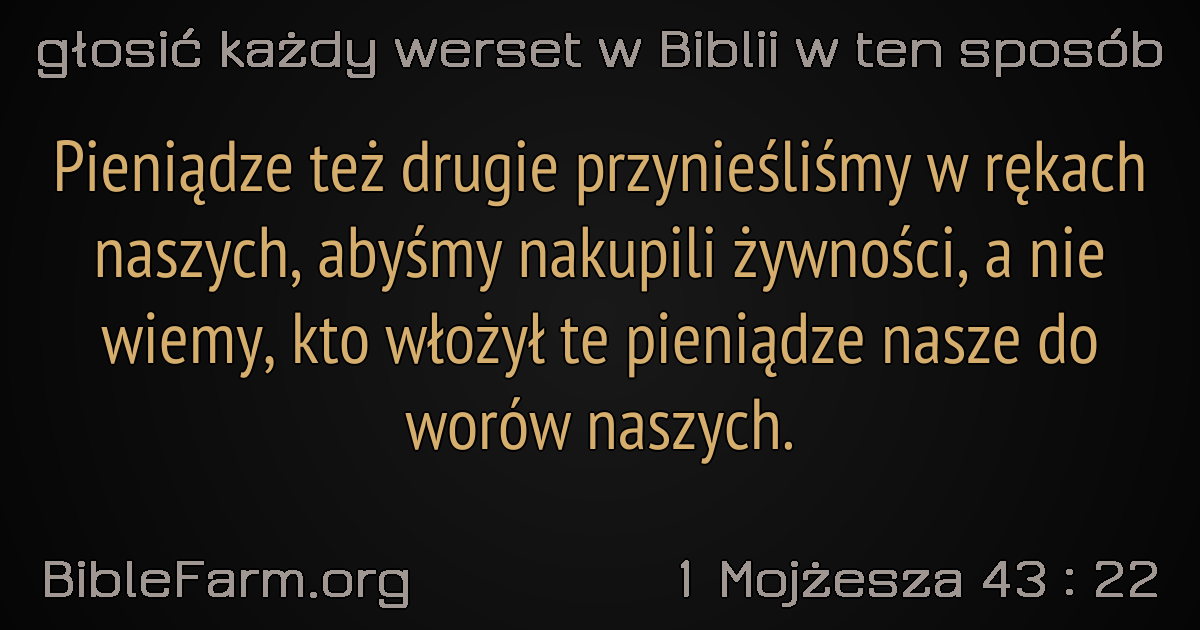 głosić każdy werset w Biblii w ten sposób
Pieniądze też drugie przynieśliśmy w rękach
naszych, abyśmy nakupili żywności, a nie
wiemy, kto włożył te pieniądze nasze do
worów naszych.
BibleFarm.org
1 Mojżesza 43 : 22